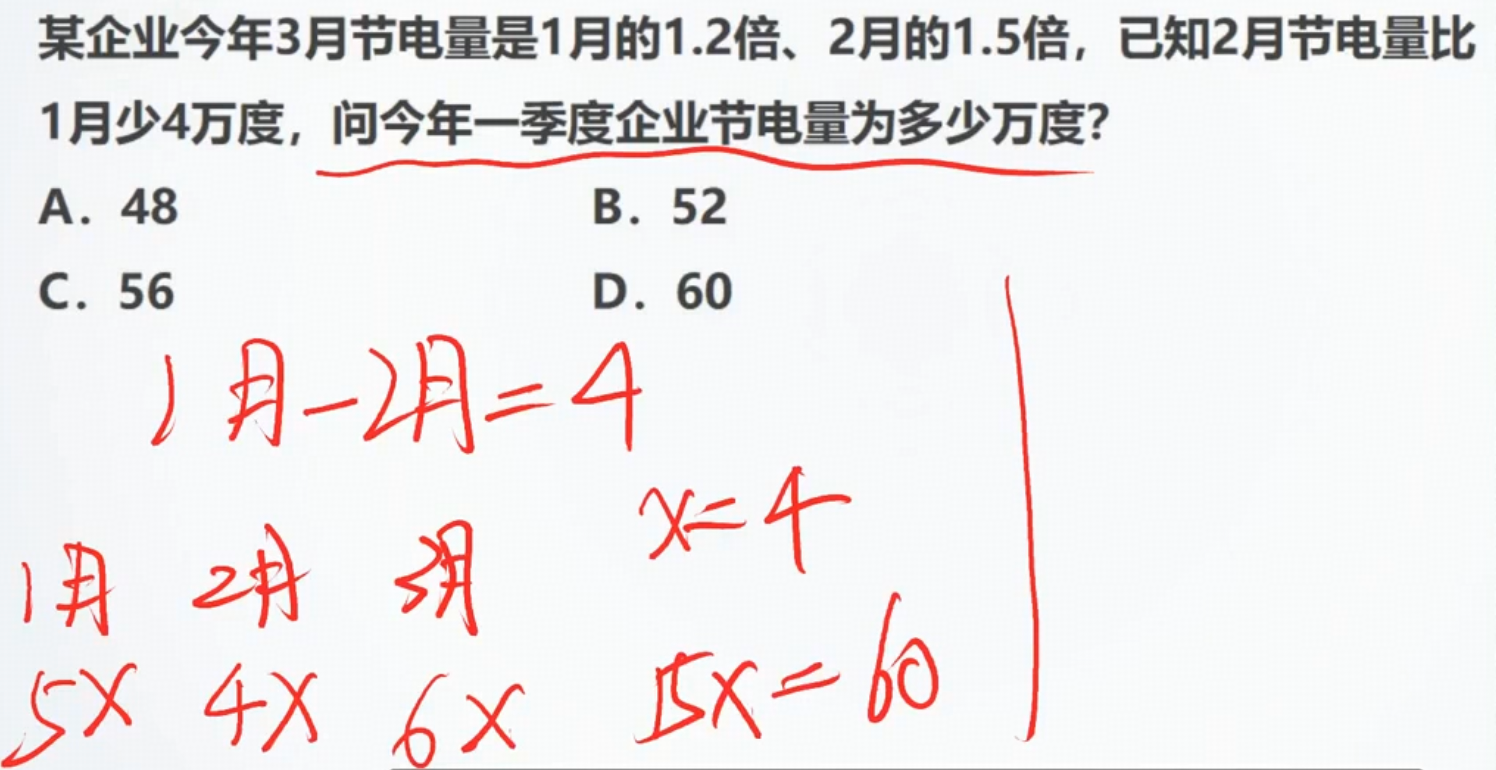 某企业今年3月节电量是1月的1.2倍、2月的1.5倍，已知2月节电量比
1月少4万度，问今年一季度企业节电量为多少万度？
A．48 B．52
C．56 D．60
1月-2月=4
x=4
1月 2月 3月
5x 4x 6x 15x=60